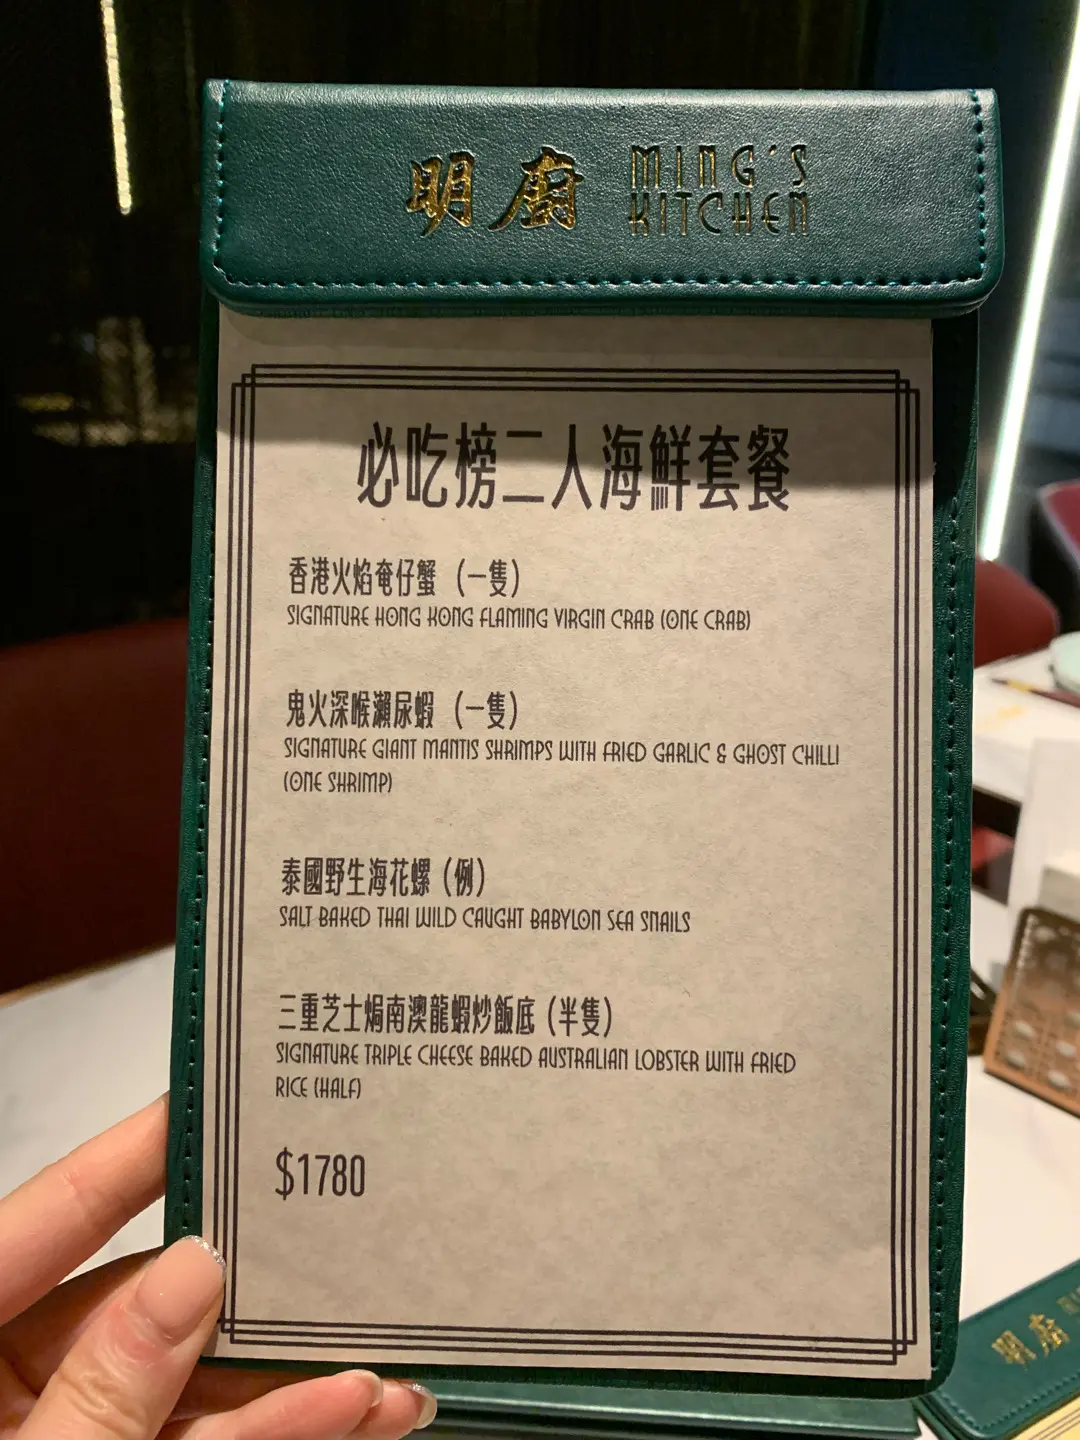 明廚 MING'S
KITCHEN
必吃榜二人海鮮套餐
香港火焰奄仔蟹 (一隻)
SIGNATURE HONG KONG FLAMING VIRGIN CRAB (ONE CRAB)
鬼火深喉瀨尿蝦 (一隻)
SIGNATURE GIANT MANTIS SHRIMPS WITH FRIED GARLIC & GHOST CHILLI
(ONE SHRIMP)
泰國野生海花螺 (例)
SALT BAKED THAI WILD CAUGHT BABYLON SEA SNAILS
三重芝士焗南澳龍蝦炒飯底 (半隻)
SIGNATURE TRIPLE CHEESE BAKED AUSTRALIAN LOBSTER WITH FRIED
RICE (HALF)
$1780
明廚